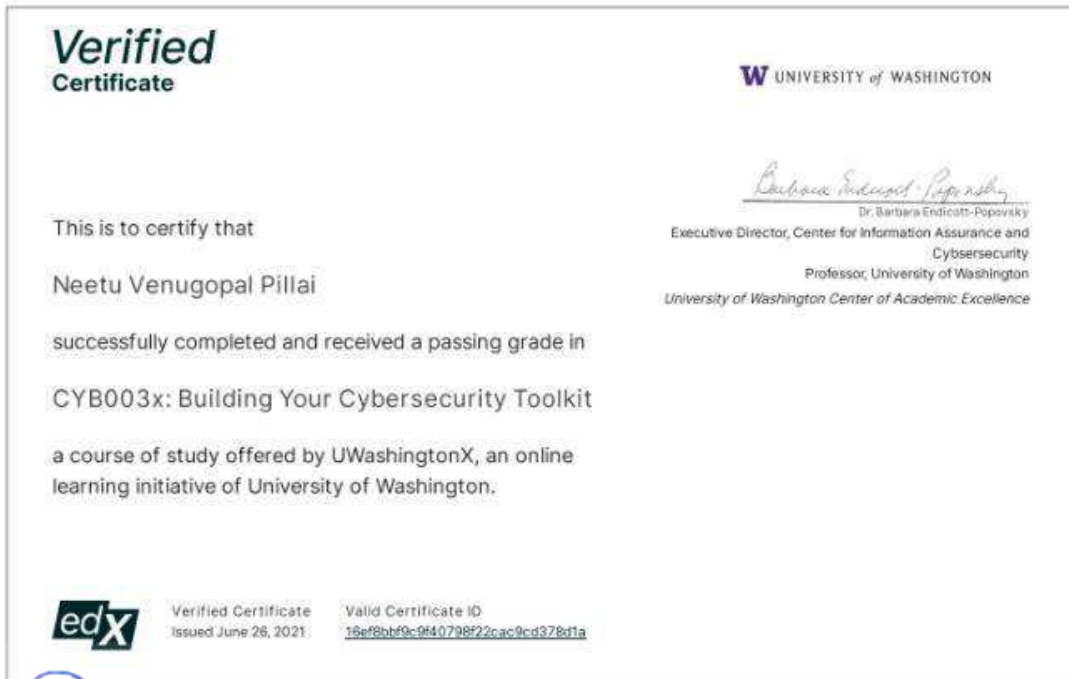 Verified
Certificate
W UNIVERSITY of WASHINGTON
Barbara Endicott-Popovsky
Dr. Barbara Endicott-Popovsky
Executive Director, Center for Information Assurance and
Cybsersecurity
Professor, University of Washington
University of Washington Center of Academic Excellence
This is to certify that
Neetu Venugopal Pillai
successfully completed and received a passing grade in
CYB003x: Building Your Cybersecurity Toolkit
a course of study offered by UWashingtonX, an online
learning initiative of University of Washington.
edX
Verified Certificate
Issued June 26, 2021
Valid Certificate ID
16ef8bbf9c9f40798f22cac9cd378d1a